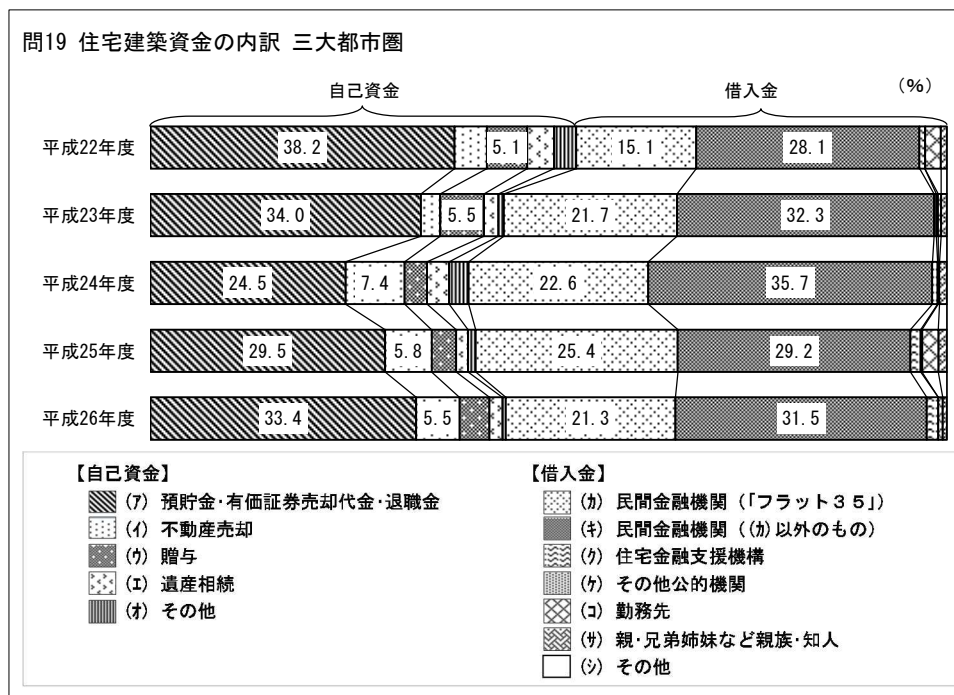 問19 住宅建築資金の内訳 三大都市圏
自己資金 借入金 (%)
平成22年度 38.2 5.1 15.1 28.1
平成23年度 34.0 5.5 21.7 32.3
平成24年度 24.5 7.4 22.6 35.7
平成25年度 29.5 5.8 25.4 29.2
平成26年度 33.4 5.5 21.3 31.5
【自己資金】
(ア) 預貯金・有価証券売却代金・退職金
(イ) 不動産売却
(ウ) 贈与
(エ) 遺産相続
(オ) その他
【借入金】
(カ) 民間金融機関(「フラット35」)
(キ) 民間金融機関((カ)以外のもの)
(ク) 住宅金融支援機構
(ケ) その他公的機関
(コ) 勤務先
(サ) 親・兄弟姉妹など親族・知人
(シ) その他